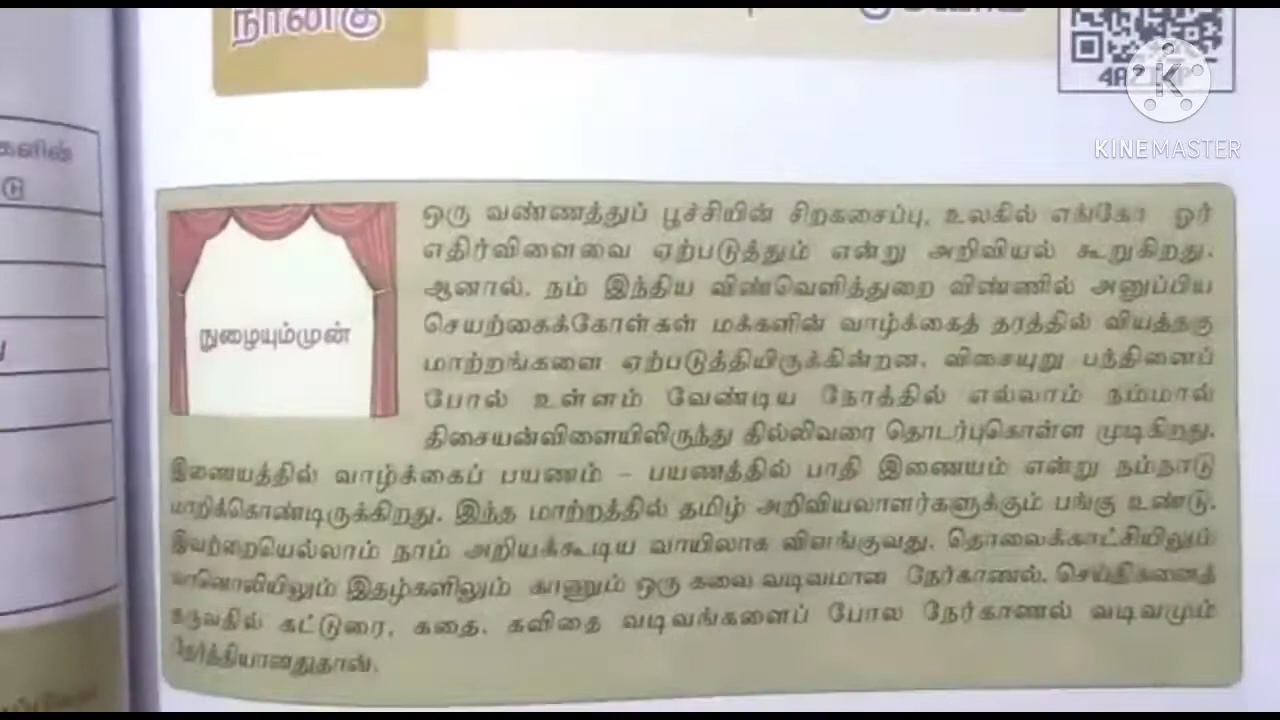 நான்கு
4AZ
KINEMASTER
களின்
டு
நுழையும்முன்
ஒரு வண்ணத்துப் பூச்சியின் சிறகசைப்பு, உலகில் எங்கோ ஓர்
எதிர்விளைவை ஏற்படுத்தும் என்று அறிவியல் கூறுகிறது.
ஆனால், நம் இந்திய விண்வெளித்துறை விண்ணில் அனுப்பிய
செயற்கைக்கோள்கள் மக்களின் வாழ்க்கைத் தரத்தில் வியத்தகு
மாற்றங்களை ஏற்படுத்தியிருக்கின்றன. விசையுறு பந்தினைப்
போல் உள்ளம் வேண்டிய நேரத்தில் எல்லாம் நம்மால்
திசையன்விளையிலிருந்து தில்லிவரை தொடர்புகொள்ள முடிகிறது.
இணையத்தில் வாழ்க்கைப் பயணம் – பயணத்தில் பாதி இணையம் என்று நம்நாடு
மாறிக்கொண்டிருக்கிறது. இந்த மாற்றத்தில் தமிழ் அறிவியலாளர்களுக்கும் பங்கு உண்டு.
இவற்றையெல்லாம் நாம் அறியக்கூடிய வாயிலாக விளங்குவது, தொலைக்காட்சியிலும்
வானொலியிலும் இதழ்களிலும் காணும் ஒரு சுவை வடிவமான நேர்காணல். செய்திகளைத்
தருவதில் கட்டுரை, கதை, கவிதை வடிவங்களைப் போல நேர்காணல் வடிவமும்
நேர்த்தியானதுதான்.